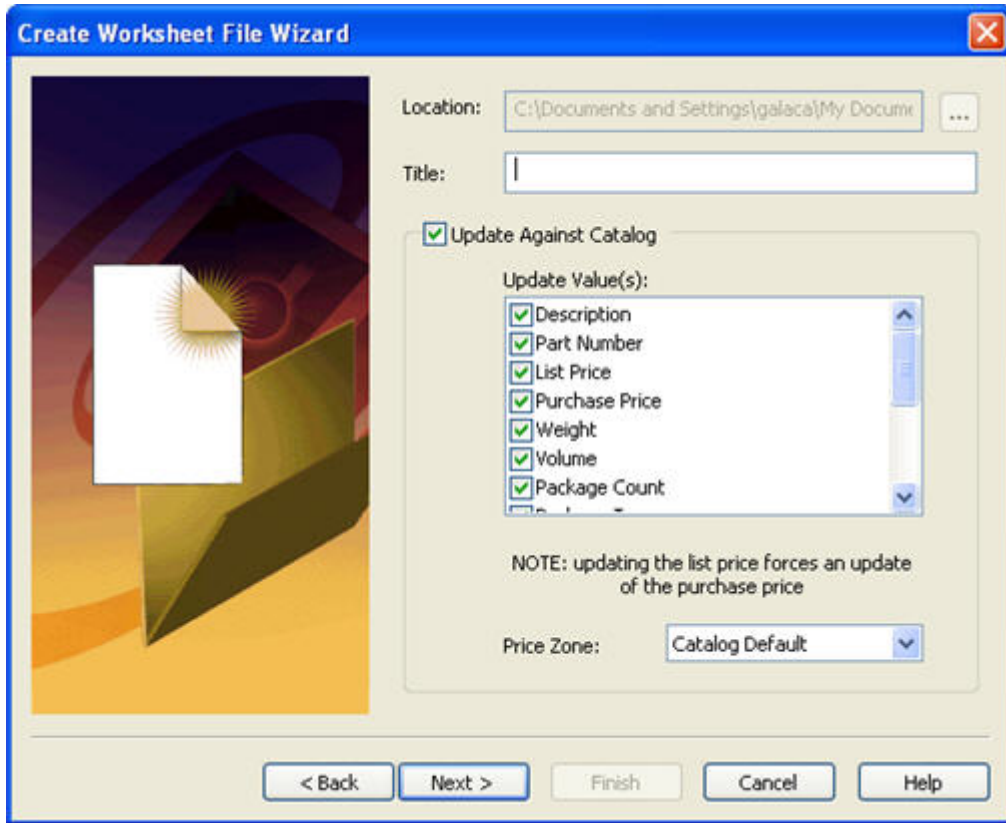 Create Worksheet File Wizard
Location: C:\Documents and Settings\galaca\My Docume ...
Title:
Update Against Catalog
Update Value(s):
Description
Part Number
List Price
Purchase Price
Weight
Volume
Package Count
NOTE: updating the list price forces an update
of the purchase price
Price Zone: Catalog Default
< Back Next > Finish Cancel Help